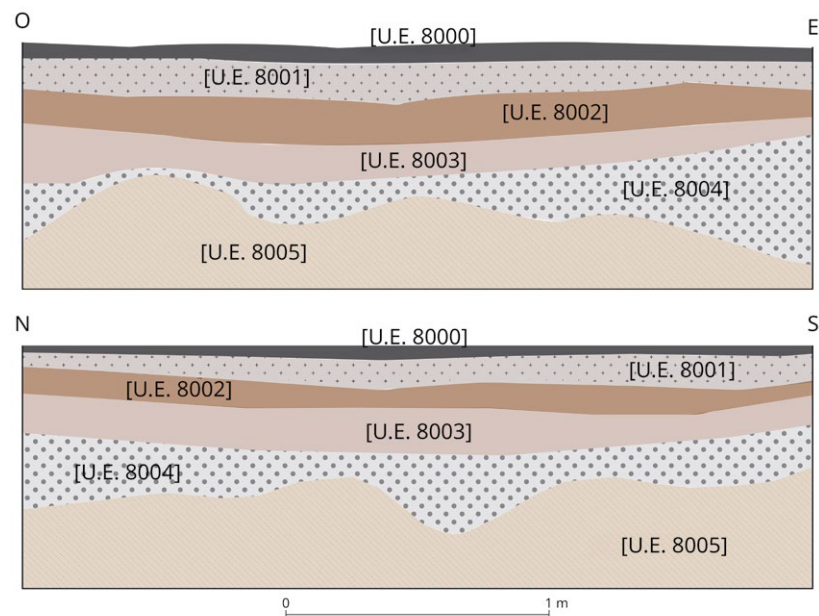 O E
[U.E. 8000]
[U.E. 8001]
[U.E. 8002]
[U.E. 8003]
[U.E. 8004]
[U.E. 8005]
N S
[U.E. 8000]
[U.E. 8001]
[U.E. 8002]
[U.E. 8003]
[U.E. 8004]
[U.E. 8005]
0 1 m